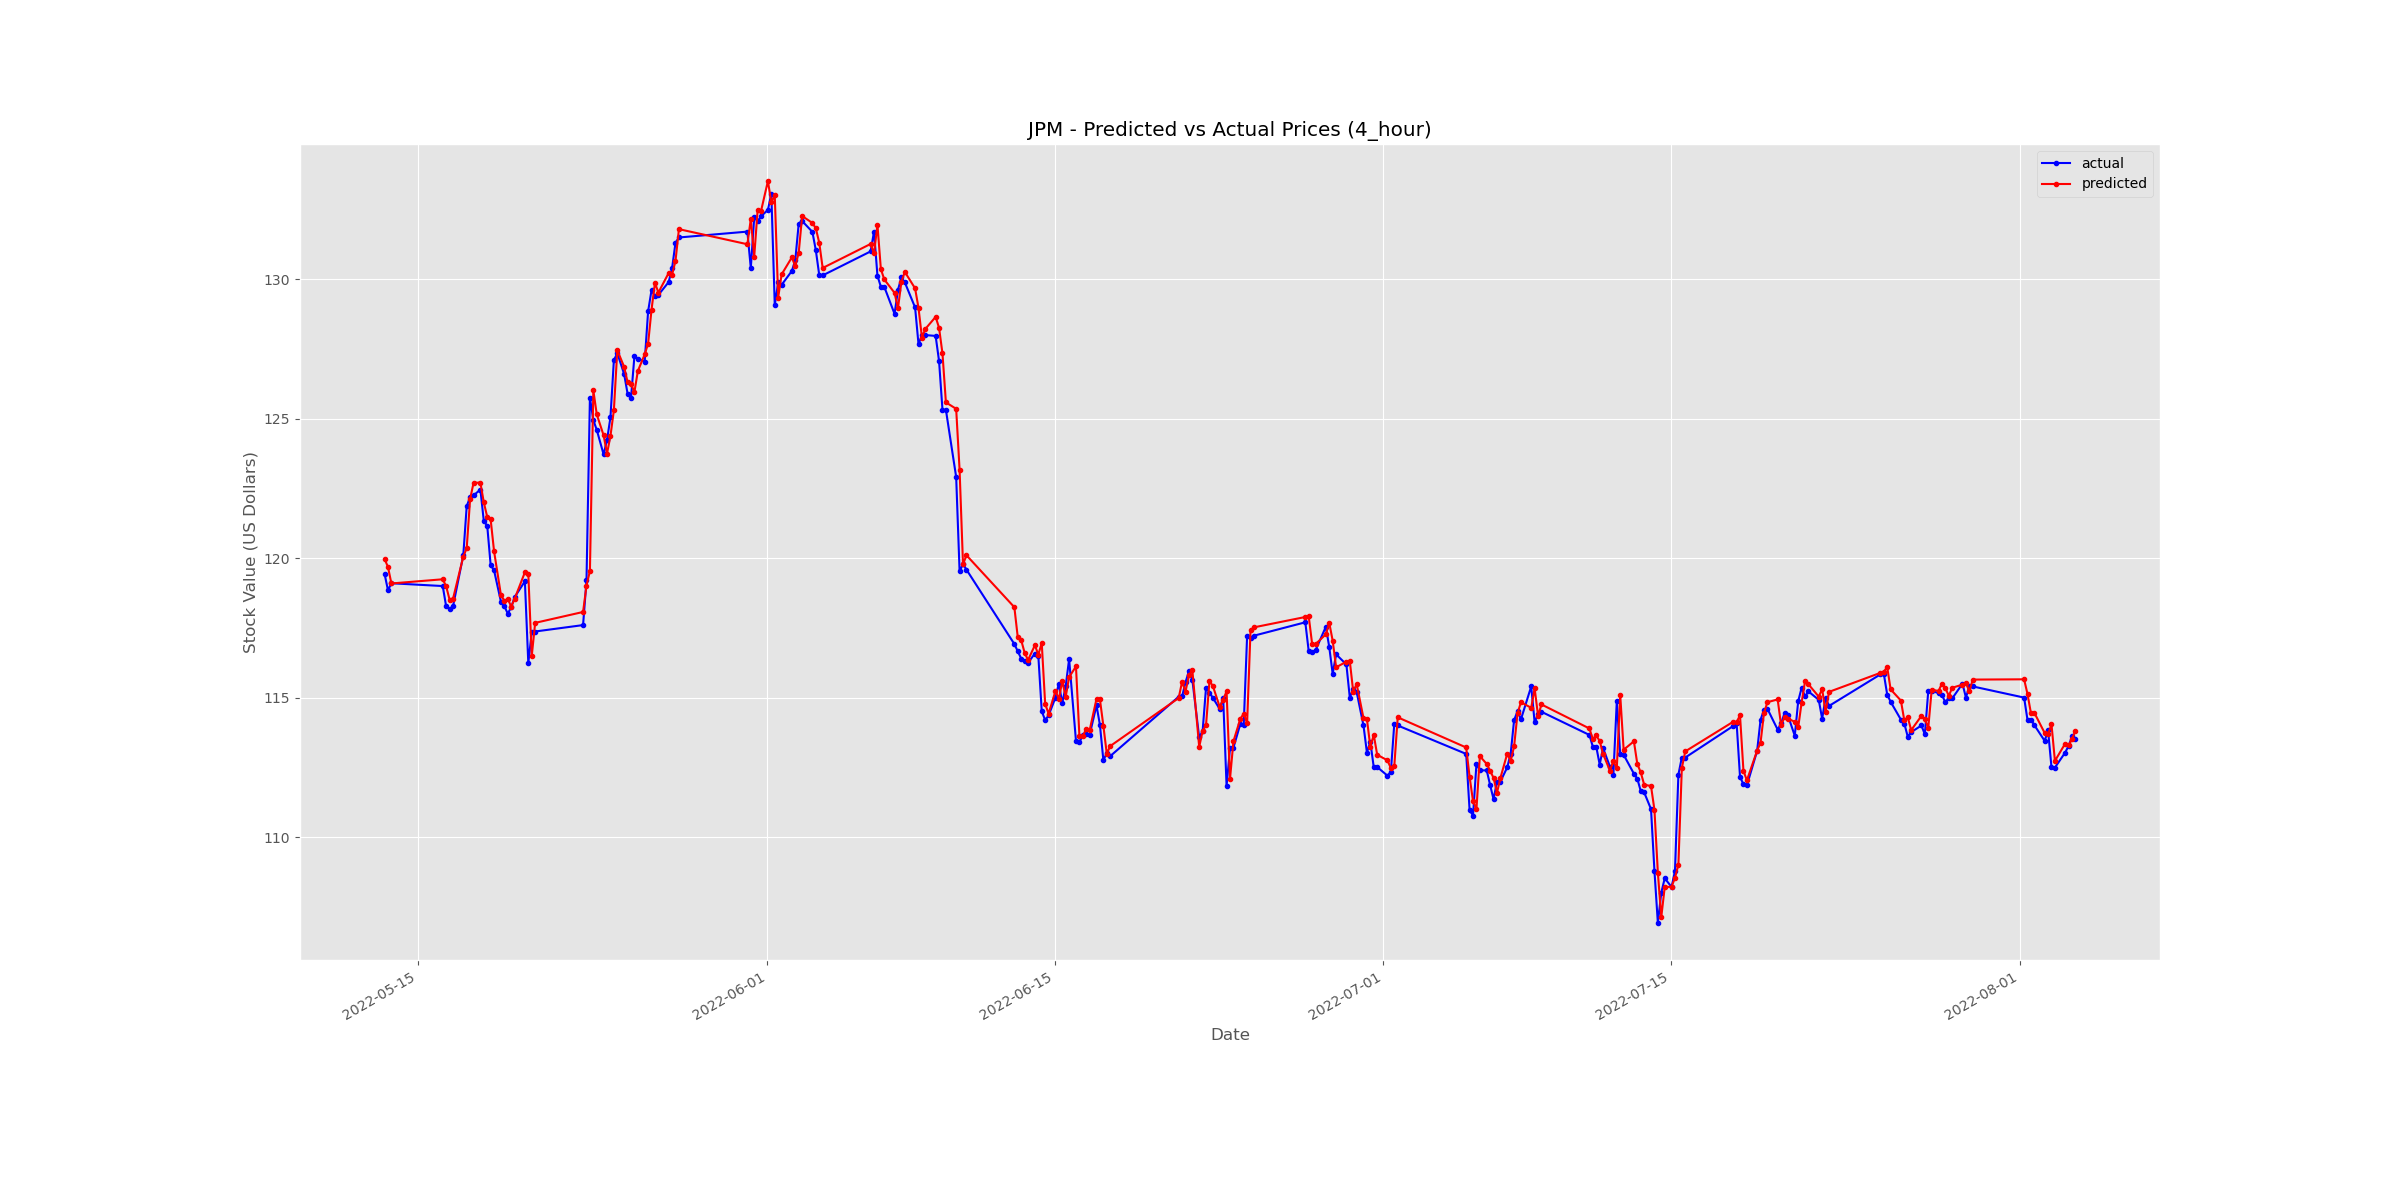 JPM - Predicted vs Actual Prices (4_hour)
actual
predicted
Stock Value (US Dollars)
130
125
120
115
110
2022-05-15
2022-06-01
2022-06-15
2022-07-01
2022-07-15
2022-08-01
Date